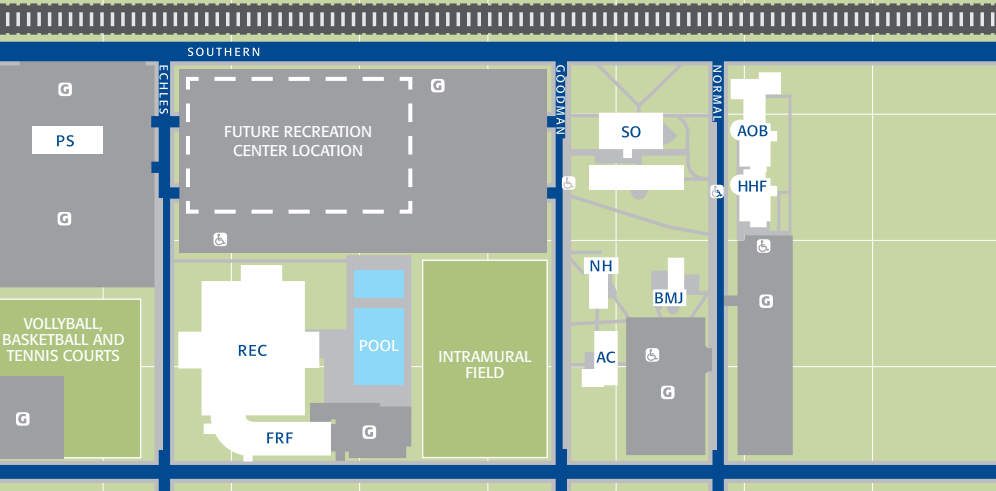 SOUTHERN
ECHLES
GOODMAN
NORMAL
G
G
PS
FUTURE RECREATION
CENTER LOCATION
SO
AOB
HHF
G
NH
BMJ
G
VOLLYBALL,
BASKETBALL AND
TENNIS COURTS
REC
POOL
INTRAMURAL
FIELD
AC
G
G
FRF
G